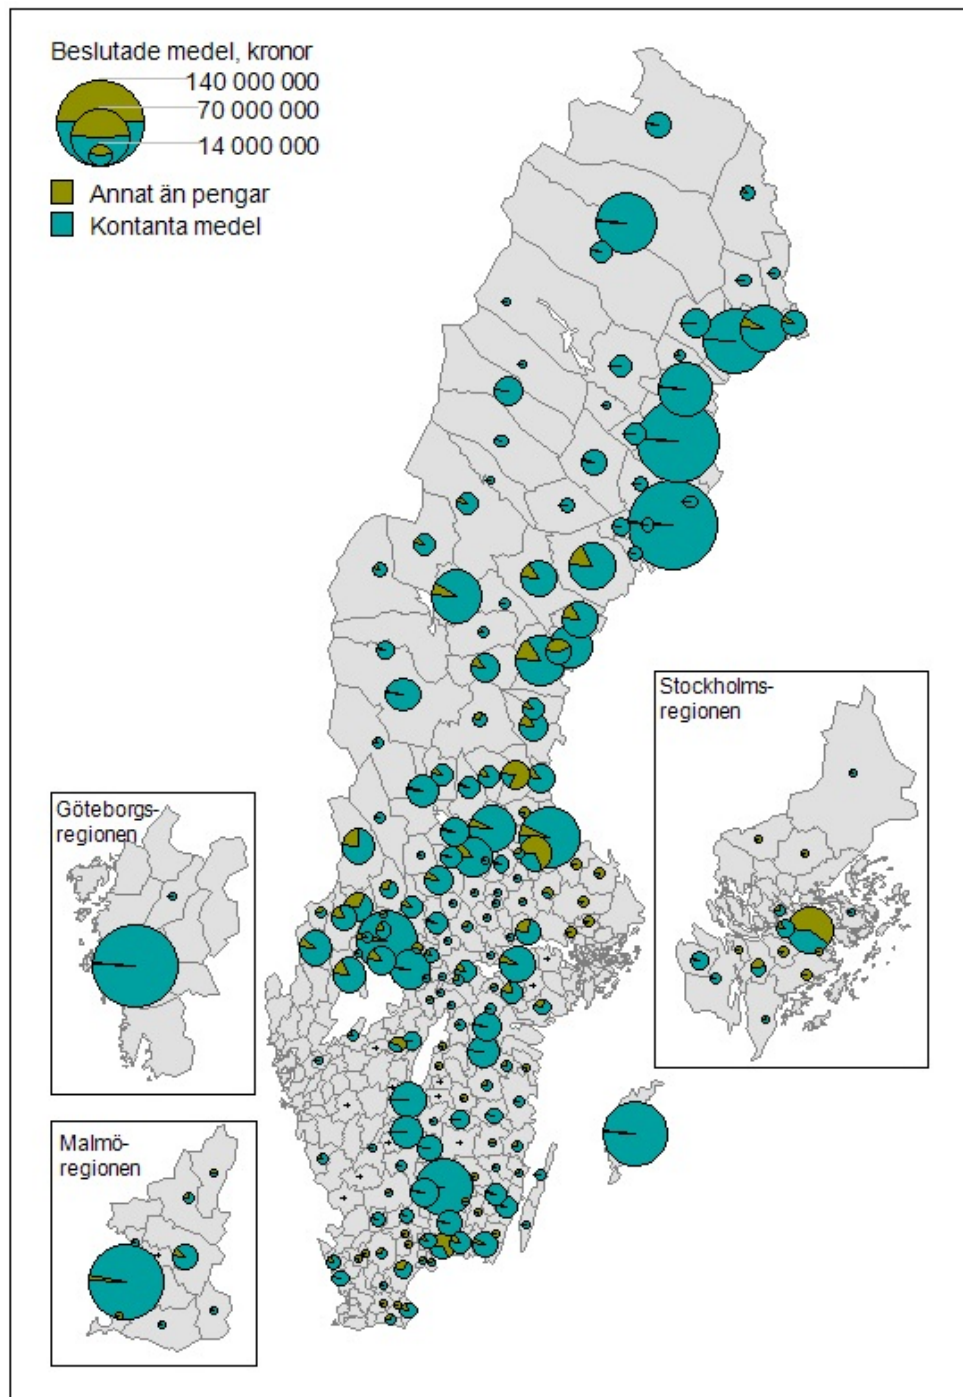 Beslutade medel, kronor
140 000 000
70 000 000
14 000 000
Annat än pengar
Kontanta medel
Stockholms-
regionen
Göteborgs-
regionen
Malmö-
regionen